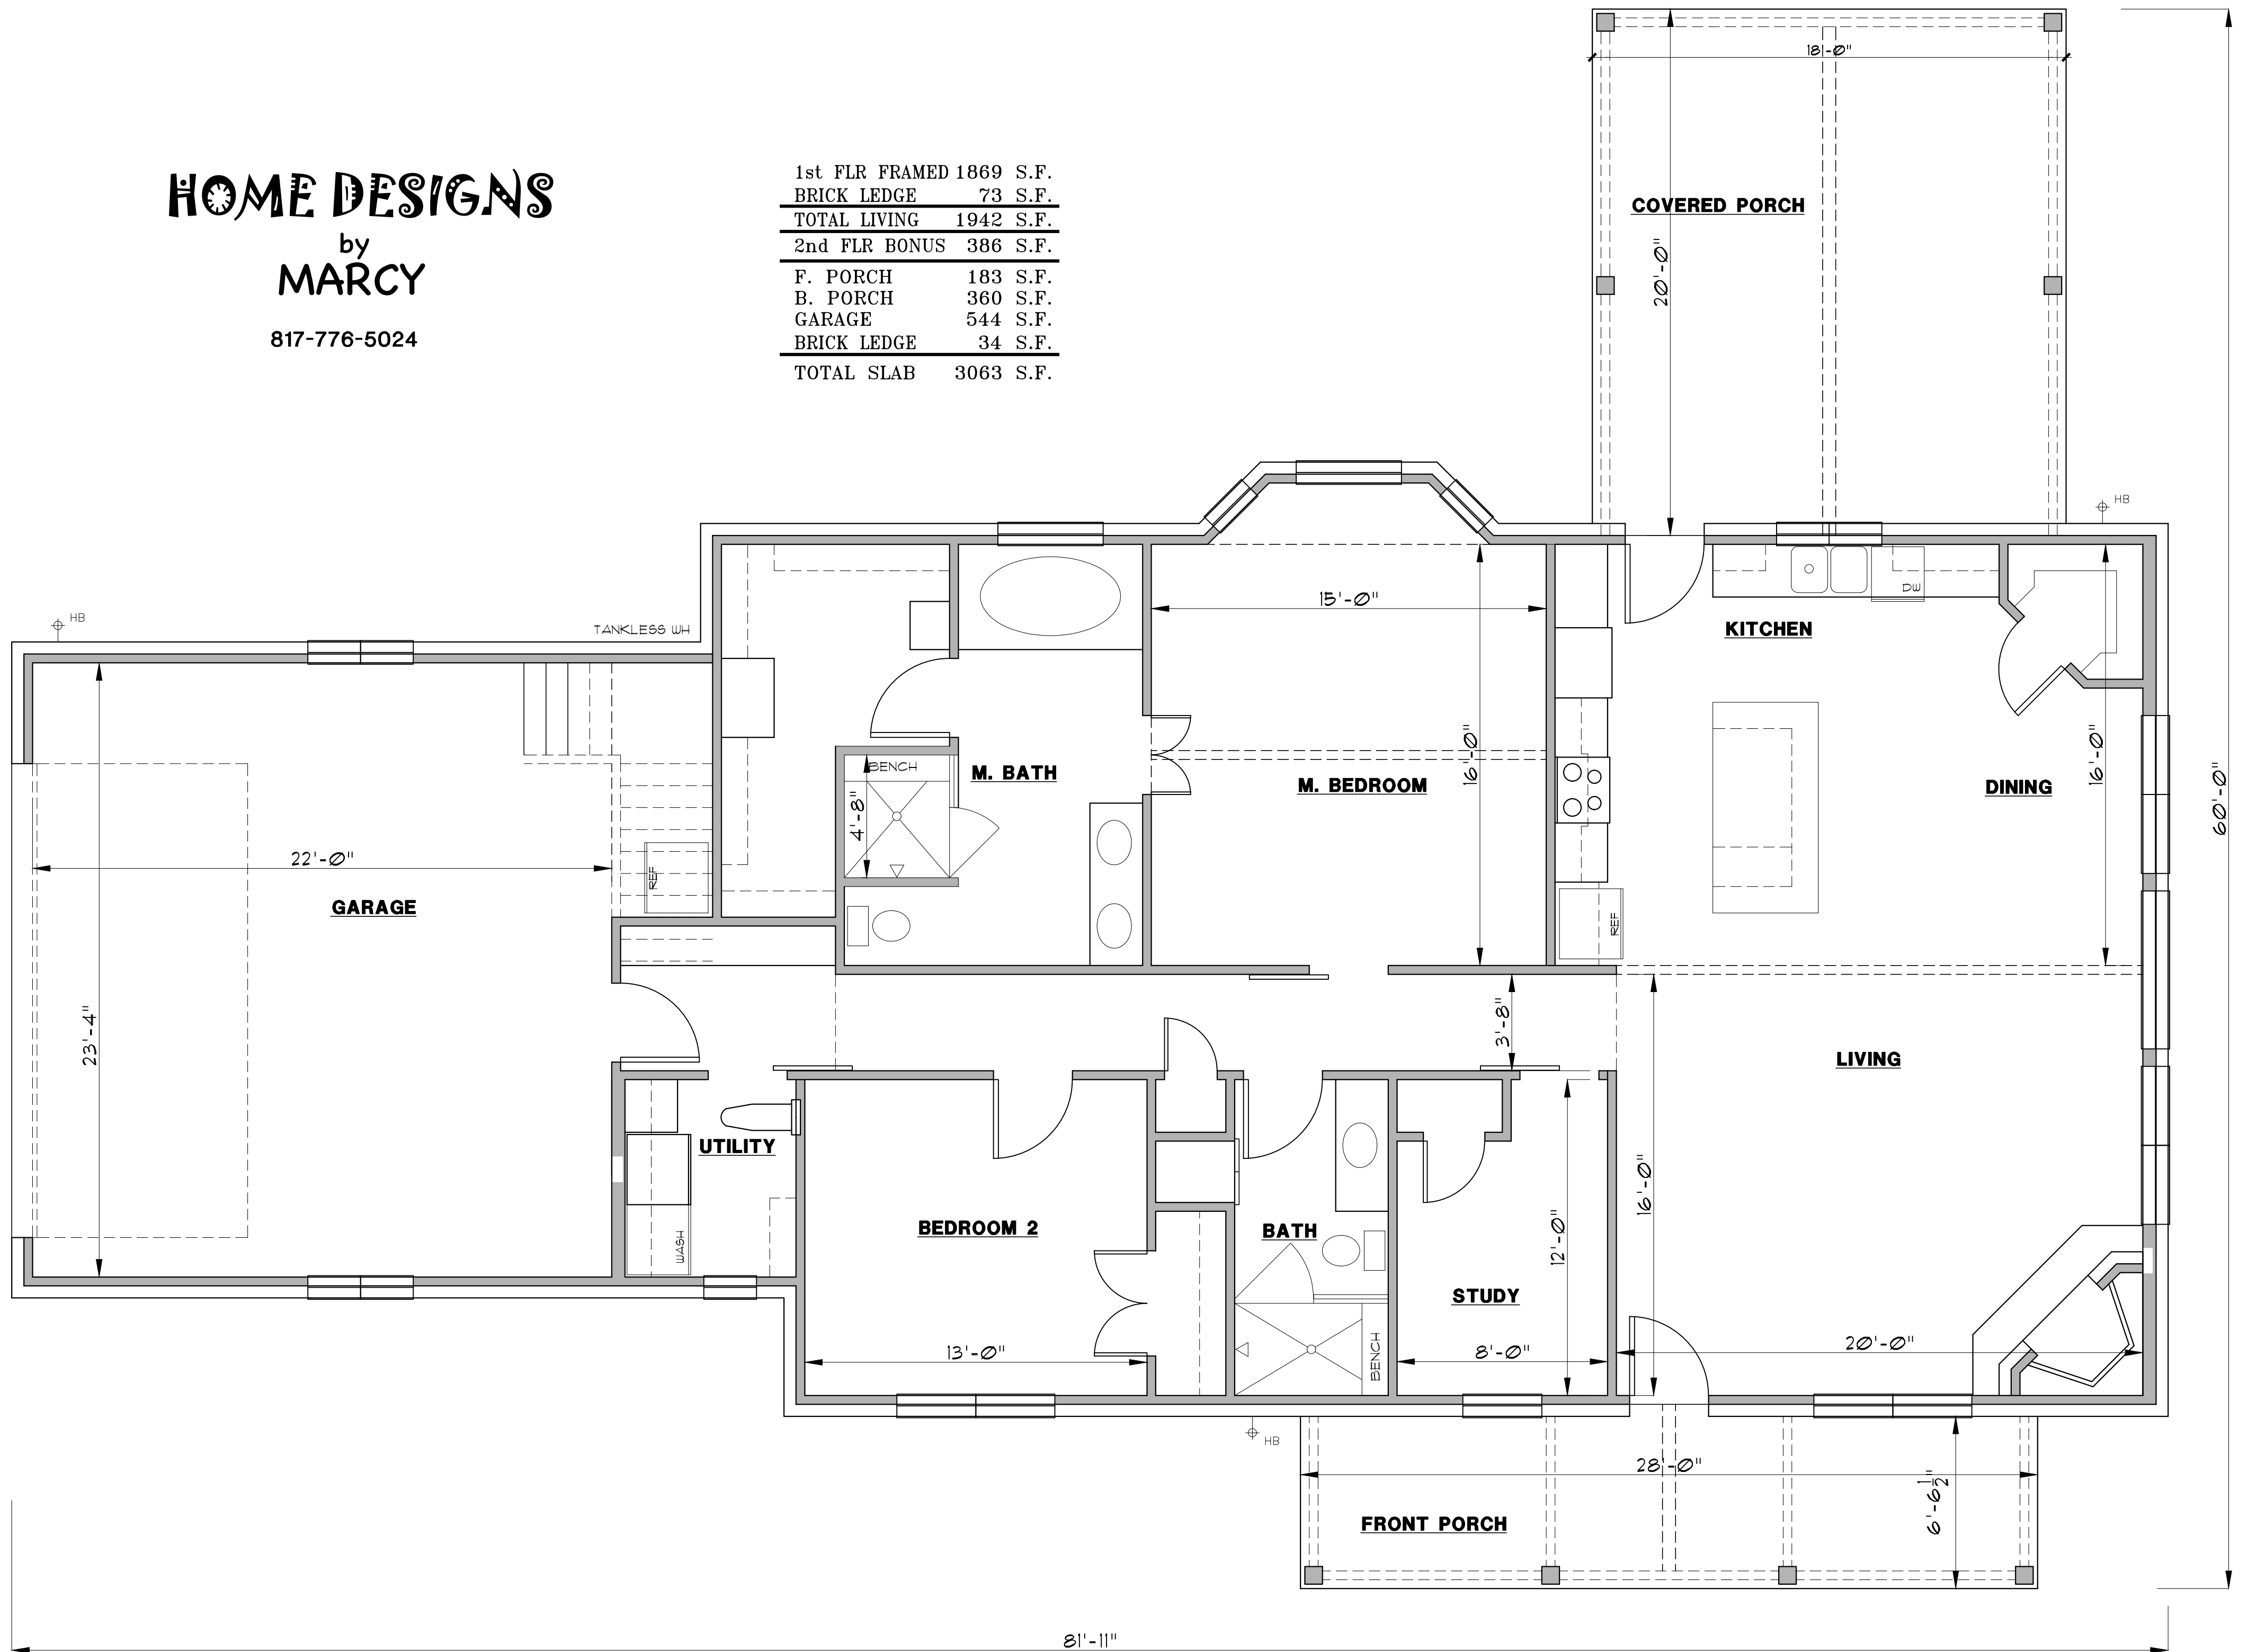 HOME DESIGNS
by
MARCY
817-776-5024
1st FLR FRAMED 1869 S.F.
BRICK LEDGE 73 S.F.
TOTAL LIVING 1942 S.F.
2nd FLR BONUS 386 S.F.
F. PORCH 183 S.F.
B. PORCH 360 S.F.
GARAGE 544 S.F.
BRICK LEDGE 34 S.F.
TOTAL SLAB 3063 S.F.
18'-0"
COVERED PORCH
20'-0"
HB
HB
TANKLESS WH
15'-0"
DW
KITCHEN
BENCH
M. BATH
M. BEDROOM
16'-0"
16'-0"
DINING
60'-0"
4'-8"
22'-0"
REF
GARAGE
REF
23'-4"
3'-8"
LIVING
UTILITY
16'-0"
WASH
BEDROOM 2
BATH
12'-0"
STUDY
13'-0"
BENCH
8'-0"
20'-0"
HB
28'-0"
6'-6 1/2"
FRONT PORCH
81'-11"